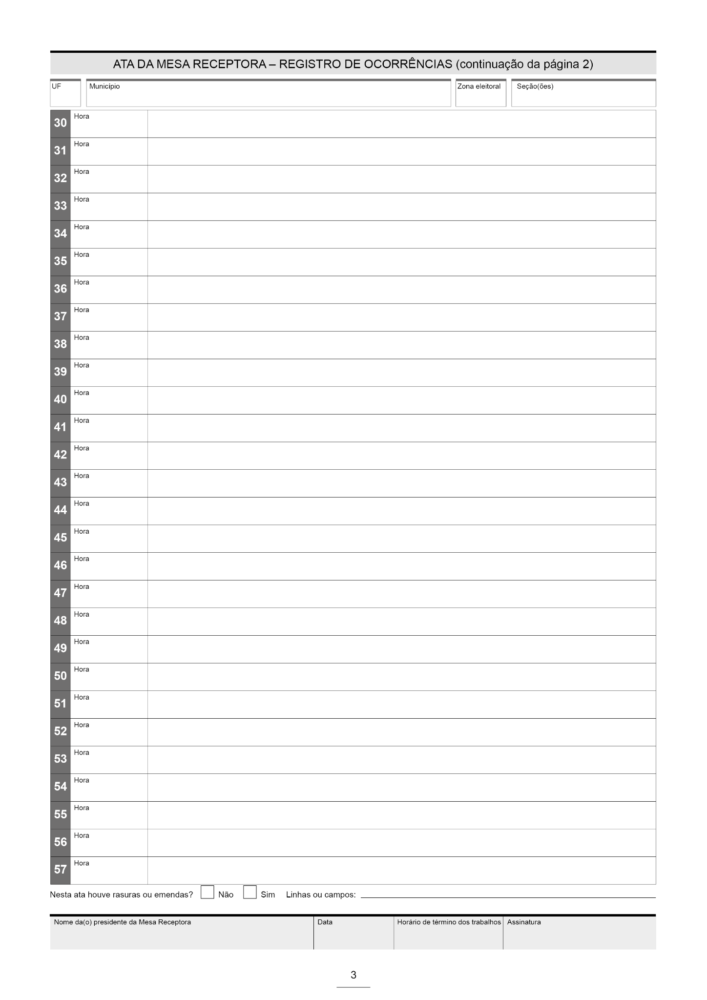 ATA DA MESA RECEPTORA – REGISTRO DE OCORRÊNCIAS (continuação da página 2)
UF Município Zona eleitoral Seção(ões)
30 Hora
31 Hora
32 Hora
33 Hora
34 Hora
35 Hora
36 Hora
37 Hora
38 Hora
39 Hora
40 Hora
41 Hora
42 Hora
43 Hora
44 Hora
45 Hora
46 Hora
47 Hora
48 Hora
49 Hora
50 Hora
51 Hora
52 Hora
53 Hora
54 Hora
55 Hora
56 Hora
57 Hora
Nesta ata houve rasuras ou emendas? Não Sim Linhas ou campos:
Nome da(o) presidente da Mesa Receptora Data Horário de término dos trabalhos Assinatura
3